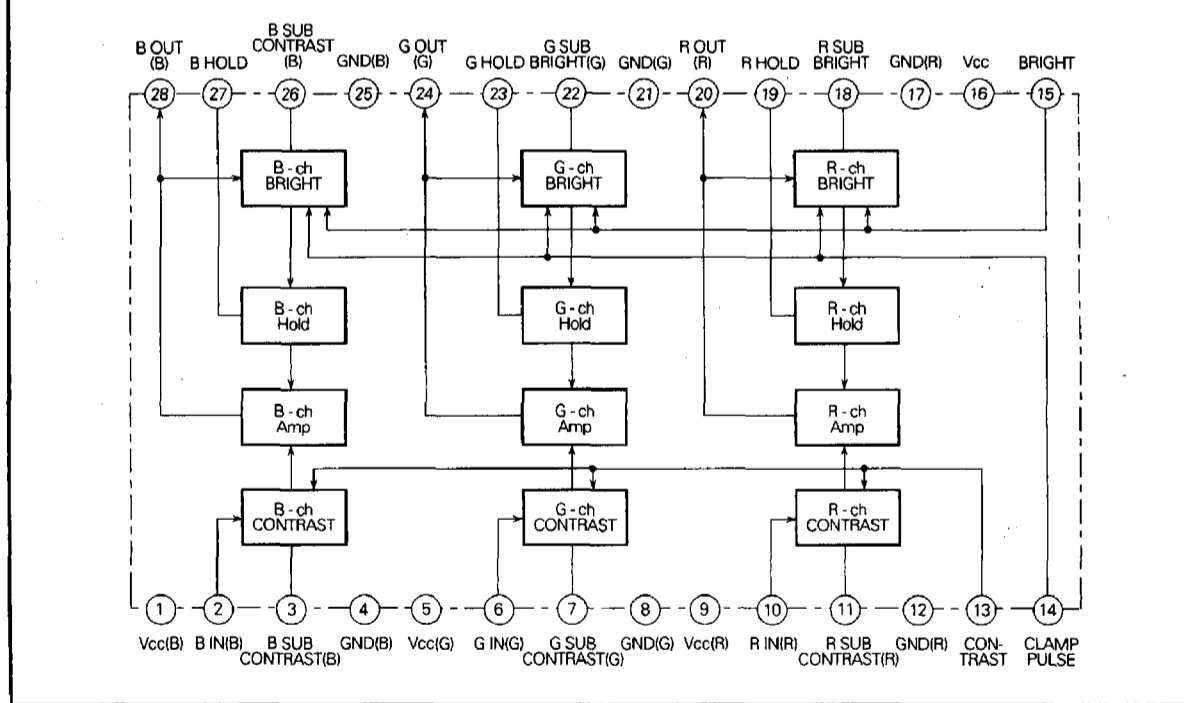 B OUT
(B)
B HOLD
B SUB
CONTRAST
(B)
GND(B)
G OUT
(G)
G HOLD
G SUB
BRIGHT(G)
GND(G)
R OUT
(R)
R HOLD
R SUB
BRIGHT
GND(R)
Vcc
BRIGHT
28
27
26
25
24
23
22
21
20
19
18
17
16
15
B - ch
BRIGHT
G - ch
BRIGHT
R - ch
BRIGHT
B - ch
Hold
G - ch
Hold
R - ch
Hold
B - ch
Amp
G - ch
Amp
R - ch
Amp
B - ch
CONTRAST
G - ch
CONTRAST
R - ch
CONTRAST
1
2
3
4
5
6
7
8
9
10
11
12
13
14
Vcc(B)
B IN(B)
B SUB
CONTRAST(B)
GND(B)
Vcc(G)
G IN(G)
G SUB
CONTRAST(G)
GND(G)
Vcc(R)
R IN(R)
R SUB
CONTRAST(R)
GND(R)
CON-
TRAST
CLAMP
PULSE